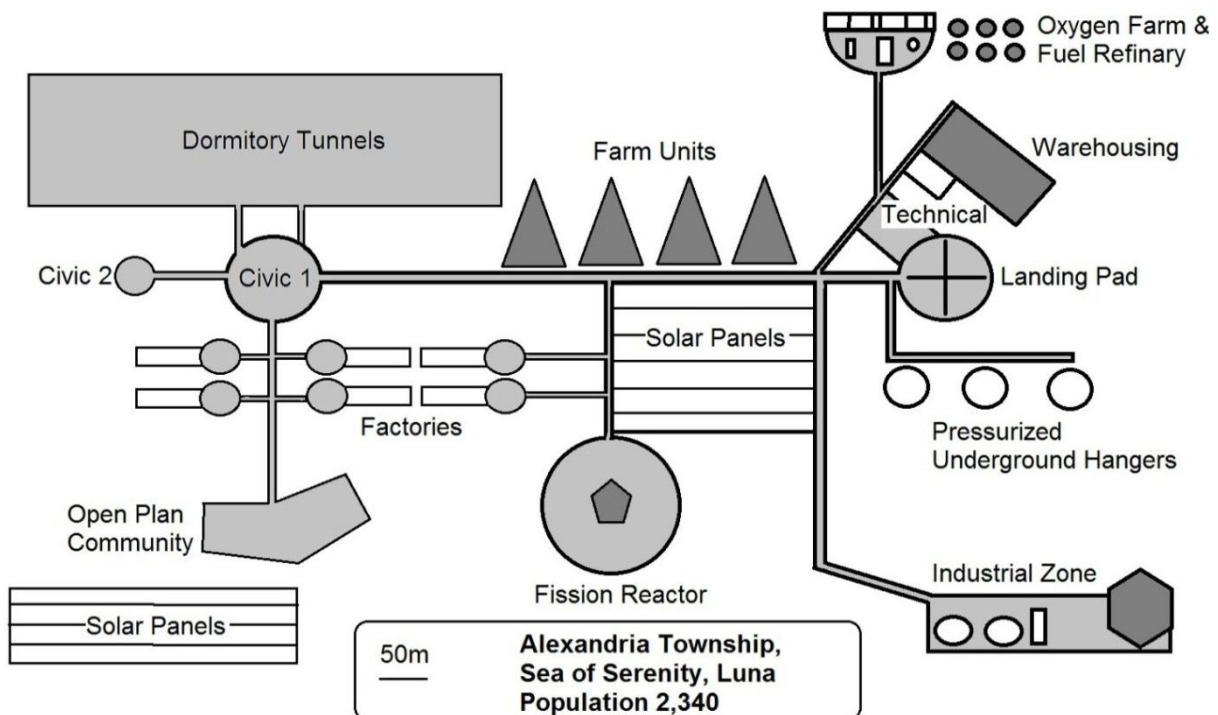 Oxygen Farm &
Fuel Refinary
Dormitory Tunnels
Farm Units
Warehousing
Technical
Civic 2
Civic 1
Landing Pad
Solar Panels
Factories
Pressurized
Underground Hangers
Open Plan
Community
Fission Reactor
Industrial Zone
Solar Panels
50m
Alexandria Township,
Sea of Serenity, Luna
Population 2,340